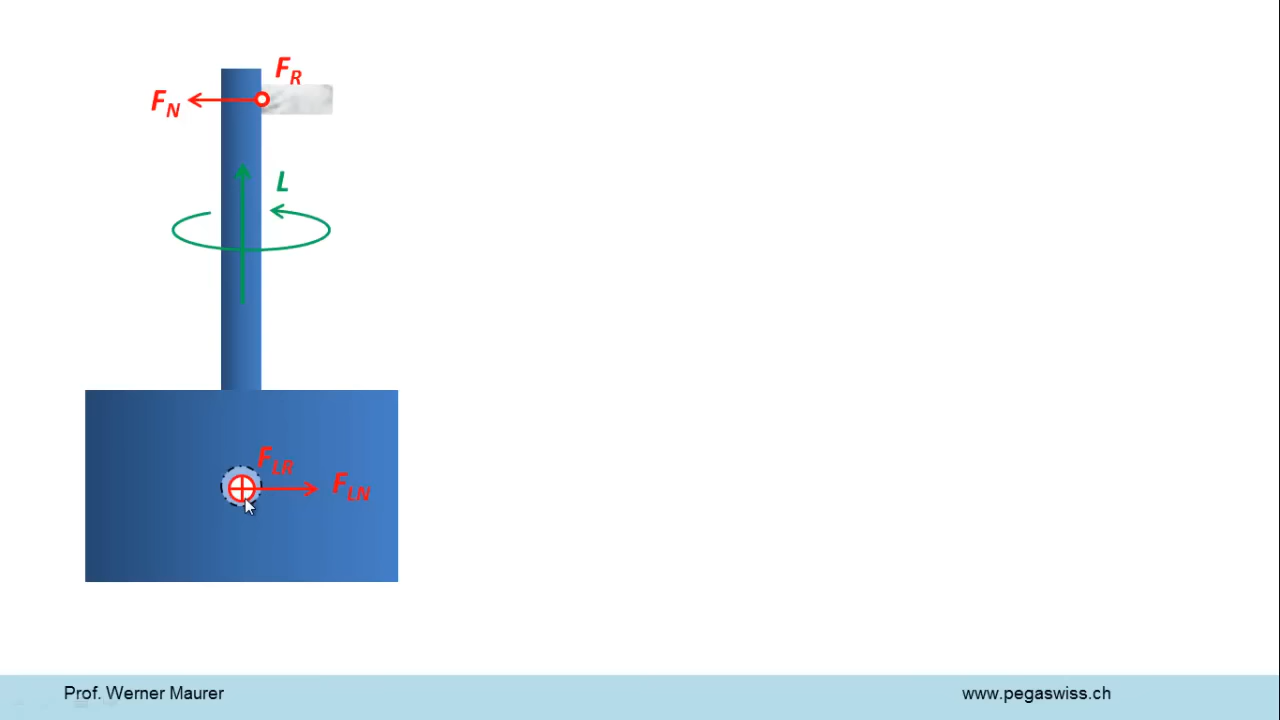 F_R
F_N
L
F_LR
F_LN
Prof. Werner Maurer
www.pegaswiss.ch